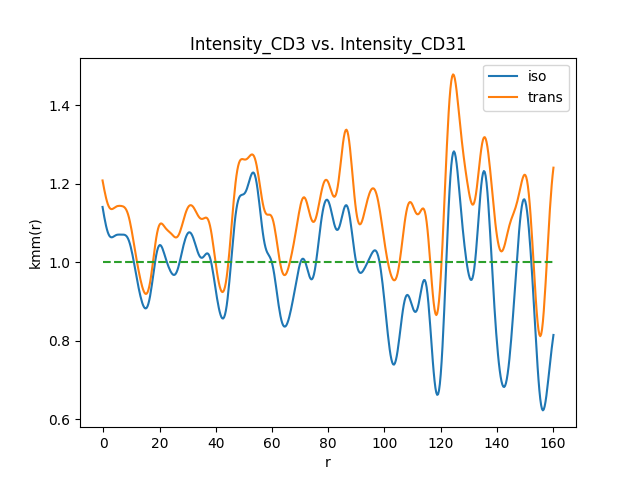 Intensity_CD3 vs. Intensity_CD31
iso
trans
kmm(r)
1.4
1.2
1.0
0.8
0.6
0 20 40 60 80 100 120 140 160
r